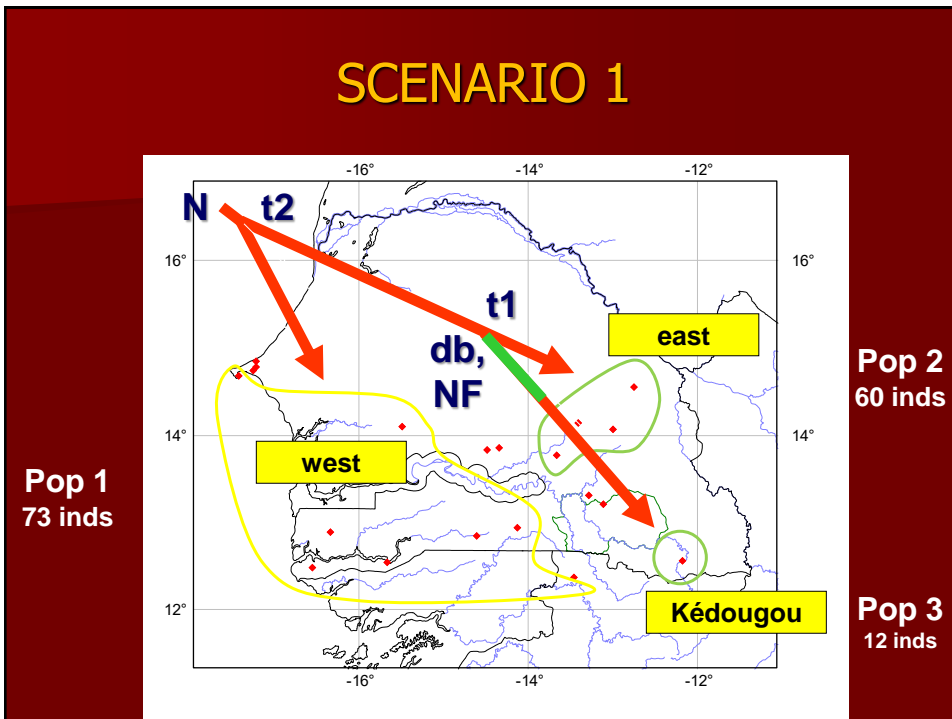 SCENARIO 1
-16°
-14°
-12°
N
t2
16°
16°
t1
east
db,
NF
Pop 2
60 inds
14°
14°
west
Pop 1
73 inds
12°
12°
Kédougou
Pop 3
12 inds
-16°
-14°
-12°